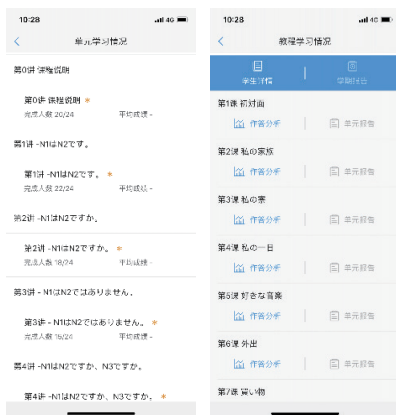 10:28
4G
单元学习情况
第0讲 课程说明
第0讲 课程说明 *
完成人数 20/24 平均成绩 -
第1讲 -N1はN2です。
第1讲 -N1はN2です。 *
完成人数 22/24 平均成绩 -
第2讲 -N1はN2ですか。
第2讲 -N1はN2ですか。 *
完成人数 18/24 平均成绩 -
第3讲 - N1はN2ではありません。
第3讲 - N1はN2ではありません。 *
完成人数 15/24 平均成绩 -
第4讲 -N1はN2ですか、N3ですか。
第4讲 -N1はN2ですか、N3ですか。 *
10:28
4G
教程学习情况
学生详情
学期报告
第1课 初対面
作答分析 单元报告
第2课 私の家族
作答分析 单元报告
第3课 私の家
作答分析 单元报告
第4课 私の一日
作答分析 单元报告
第5课 好きな音楽
作答分析 单元报告
第6课 外出
作答分析 单元报告
第7课 買い物